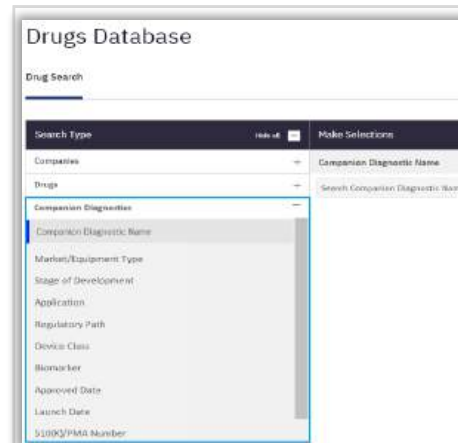 Drugs Database
Drug Search
Search Type
Hide all
Make Selections
Companies
Companion Diagnostic Name
Drugs
Search Companion Diagnostic Nam
Companion Diagnostics
Companion Diagnostic Name
Market/Equipment Type
Stage of Development
Application
Regulatory Path
Device Class
Biomarker
Approved Date
Launch Date
510(K)/PMA Number